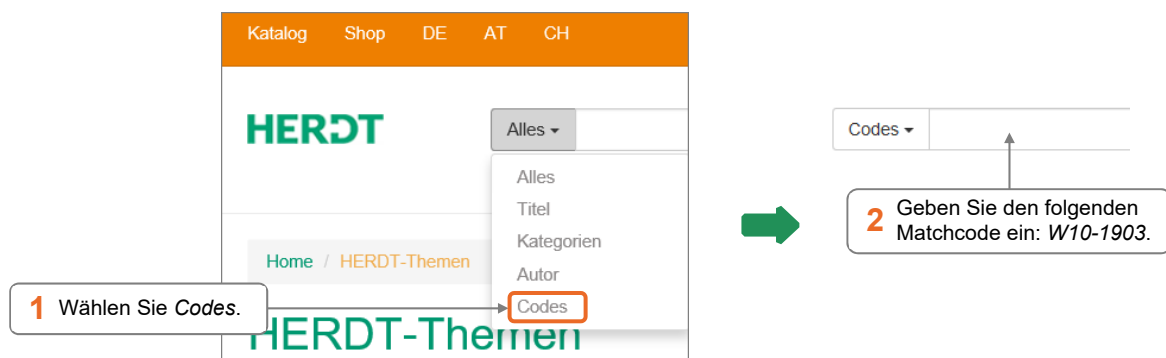 Katalog Shop DE AT CH
HERDT
Alles
Alles
Titel
Kategorien
Autor
Codes
Home / HERDT-Themen
HERDT-Themen
1 Wählen Sie Codes.
Codes
2 Geben Sie den folgenden
Matchcode ein: W10-1903.